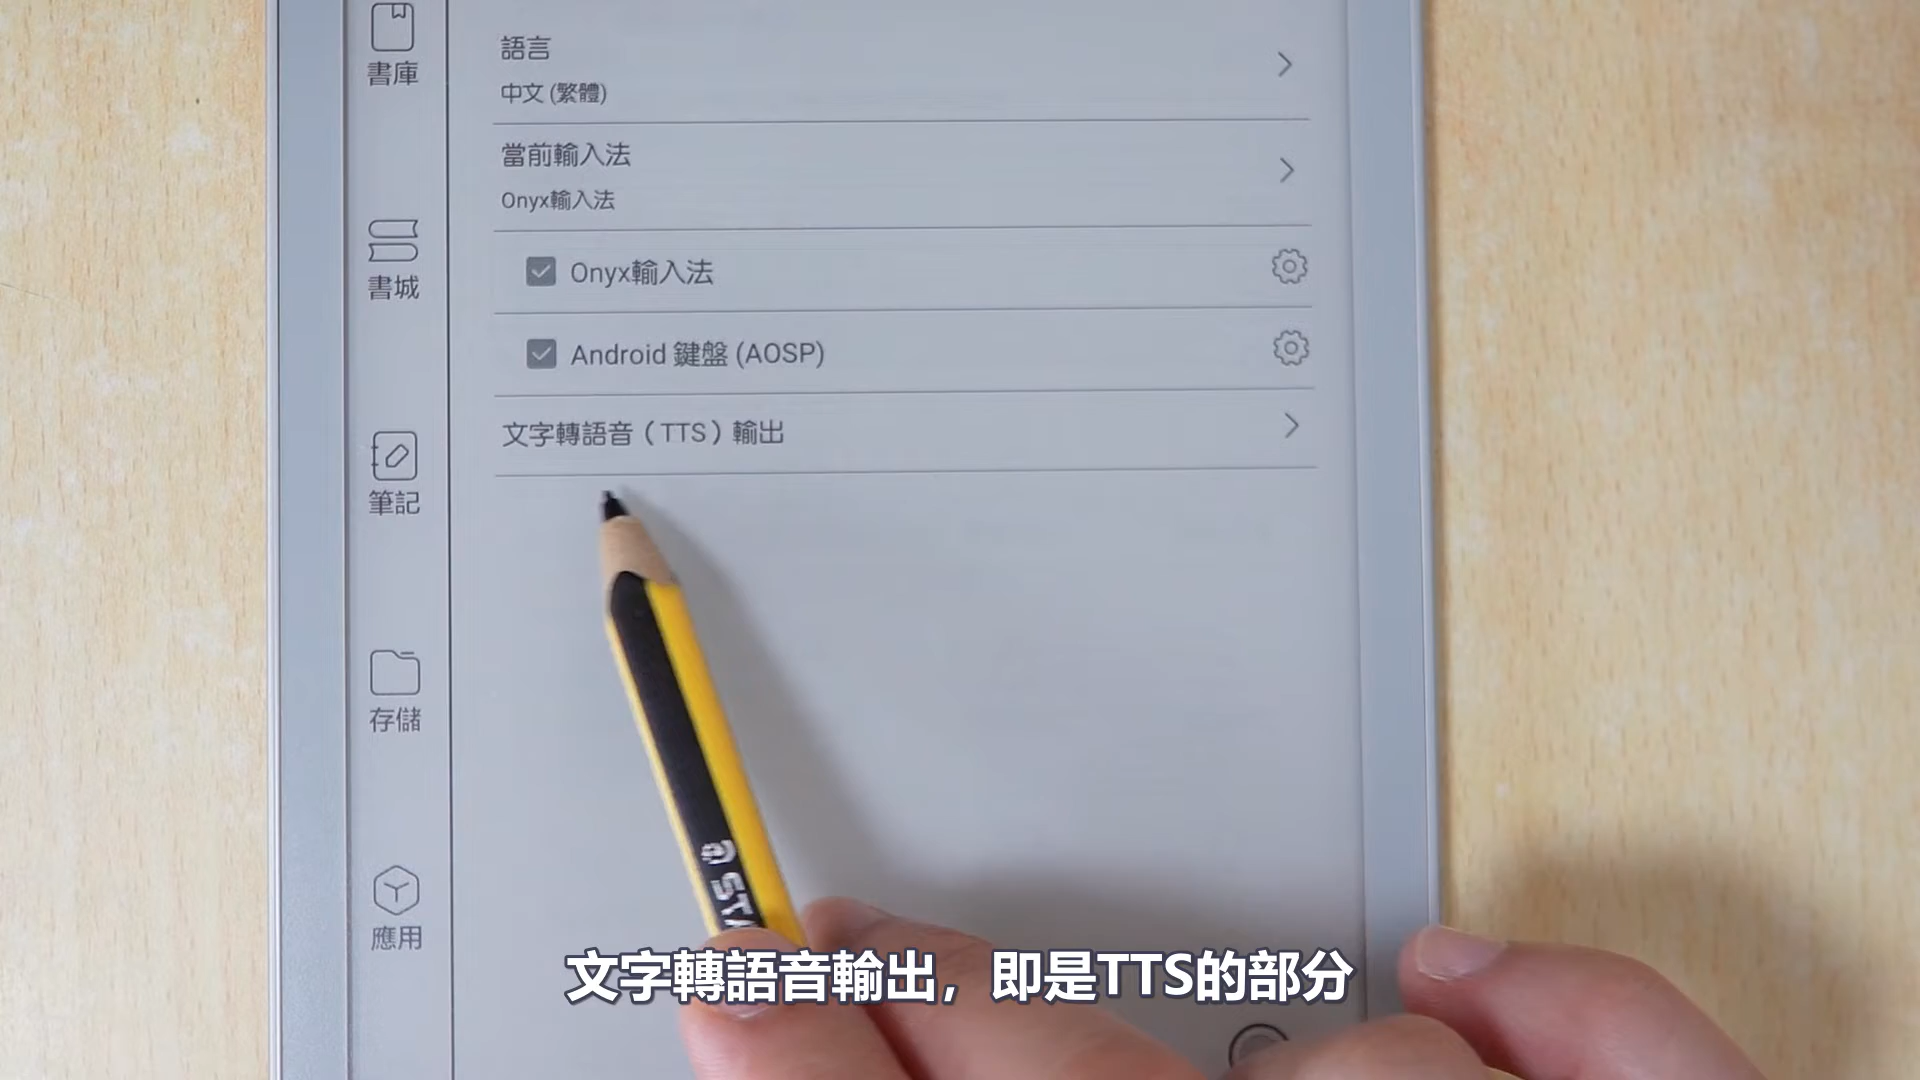 書庫
書城
筆記
存儲
應用
語言
中文 (繁體)
當前輸入法
Onyx輸入法
Onyx輸入法
Android 鍵盤 (AOSP)
文字轉語音（TTS）輸出
STA
文字轉語音輸出，即是TTS的部分